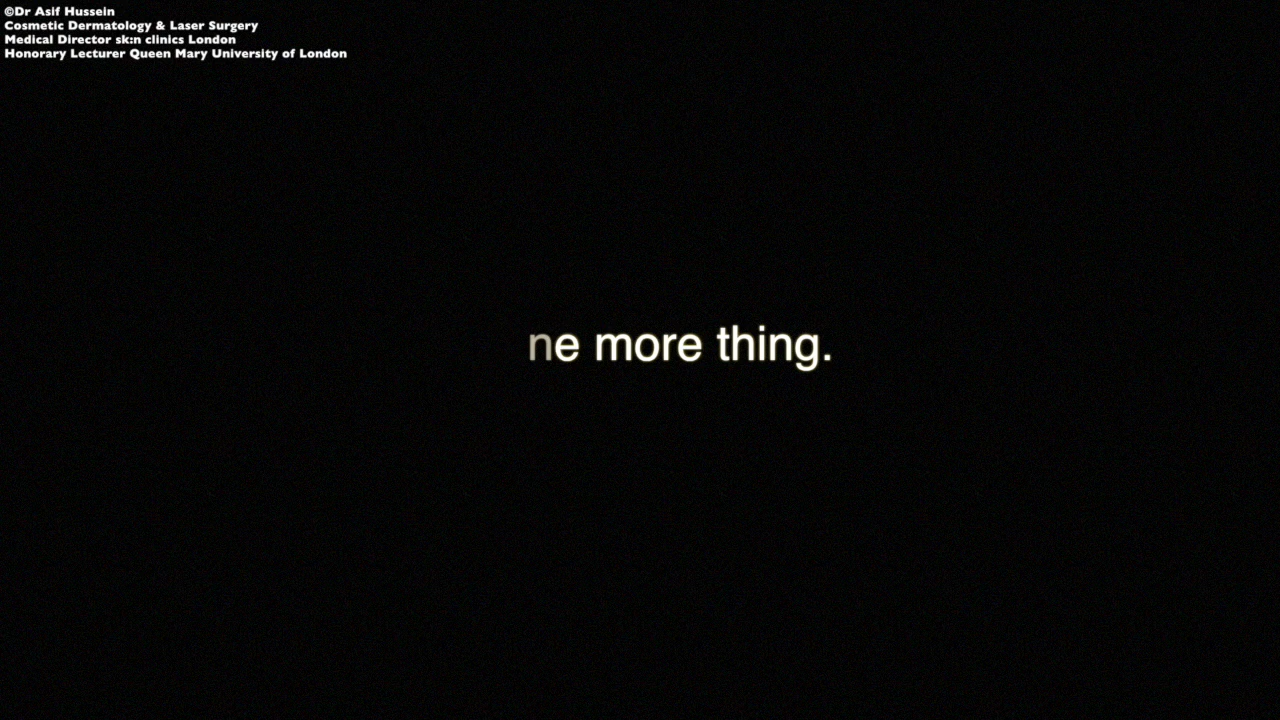 ©Dr Asif Hussein
Cosmetic Dermatology & Laser Surgery
Medical Director sk:n clinics London
Honorary Lecturer Queen Mary University of London
ne more thing.